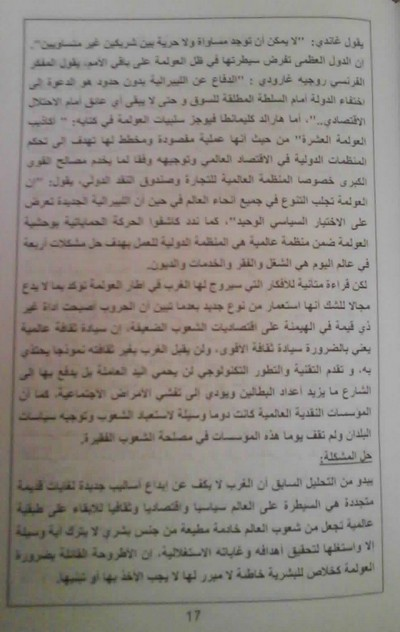 يقول غاندي: "لا يمكن أن توجد مساواة ولا حرية بين شريكين غير متساويين".
إن الدول العظمى تفرض سيطرتها في ظل العولمة على باقي الأمم، يقول المفكر
الفرنسي روجيه غارودي : "الدفاع عن الليبرالية بدون حدود هو الدعوة الى
اختفاء الدولة أمام السلطة المطلقة للسوق و حتى لا يبقى أي عائق أمام الاحتلال
الاقتصادي.."، أما هارالد كليمانطا فيوجز سلبيات العولمة في كتابه: " أكاذيب
العولمة العشرة" من حيث أنها عملية مقصودة ومخطط لها تهدف إلى تحكم
المنظمات الدولية في الاقتصاد العالمي وتوجيهه وفقا لما يخدم مصالح القوى
الكبرى خصوصا المنظمة العالمية للتجارة وصندوق النقد الدولي، يقول: "إن
العولمة تجلب التنوع في جميع أنحاء العالم في حين أن الليبرالية الجديدة تعرض
على الاختبار السياسي الوحيد"، كما ندد كاشفوا الحركة الحمائية بوحشية
العولمة ضمن منظمة عالمية هي المنظمة الدولية للعمل بهدف حل مشكلات أربعة
في عالم اليوم هي الشغل والفقر والخدمات والديون.
لكن قراءة متأنية للأفكار التي سيروج لها الغرب في إطار العولمة تؤكد بما لا يدع
مجالا للشك أنها استعمار من نوع جديد بعدما تبين أن الحروب أصبحت أداة غير
ذي قيمة في الهيمنة على اقتصاديات الشعوب الضعيفة، إن سيادة ثقافة عالمية
يعني بالضرورة سيادة ثقافة الأقوى، ولن يقبل الغرب بغير ثقافته نموذجا يحتذي
به، و تقدم التقنية والتطور التكنولوجي لن يحمي اليد العاملة بل يدفع بها الى
الشارع ما يزيد أعداد البطالين ويؤدي إلى تفشي الأمراض الاجتماعية، كما أن
المؤسسات النقدية العالمية كانت دوما وسيلة لاستعباد الشعوب وتوجيه سياسات
البلدان ولم تقف يوما هذه المؤسسات في مصلحة الشعوب الفقيرة.
حل المشكلة:
يبدو من التحليل السابق أن الغرب لا يكف عن إبداع أساليب جديدة لغايات قديمة
متجددة هي السيطرة على العالم سياسيا واقتصاديا وثقافيا للإبقاء على طبقية
عالمية تجعل من شعوب العالم خادمة مطيعة من جنس بشري لا يترك أية وسيلة
إلا واستغلها لتحقيق أهدافه وغاياته الاستغلالية، إن الأطروحة القائلة بضرورة
العولمة كخلاص للبشرية خاطئة لا مبرر لها لا يجب الأخذ بها أو تبنيها.
17